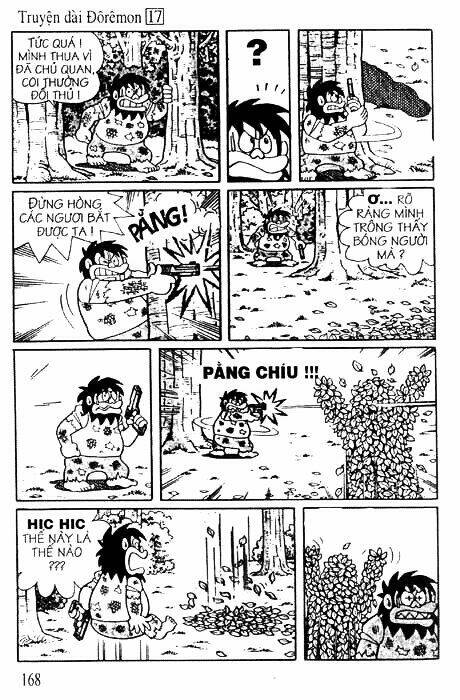 Truyện dài Đôrêmon 17
TỨC QUÁ !
MÌNH THUA VÌ
ĐÃ CHỦ QUAN,
COI THƯỜNG
ĐỐI THỦ !
?
ĐỪNG HÒNG
CÁC NGƯƠI BẮT
ĐƯỢC TA !
PẰNG!
Ơ... RÕ
RÀNG MÌNH
TRÔNG THẤY
BÓNG NGƯỜI
MÀ ?
PẰNG CHÍU !!!
HIC HIC
THẾ NÀY LÀ
THẾ NÀO
???
168